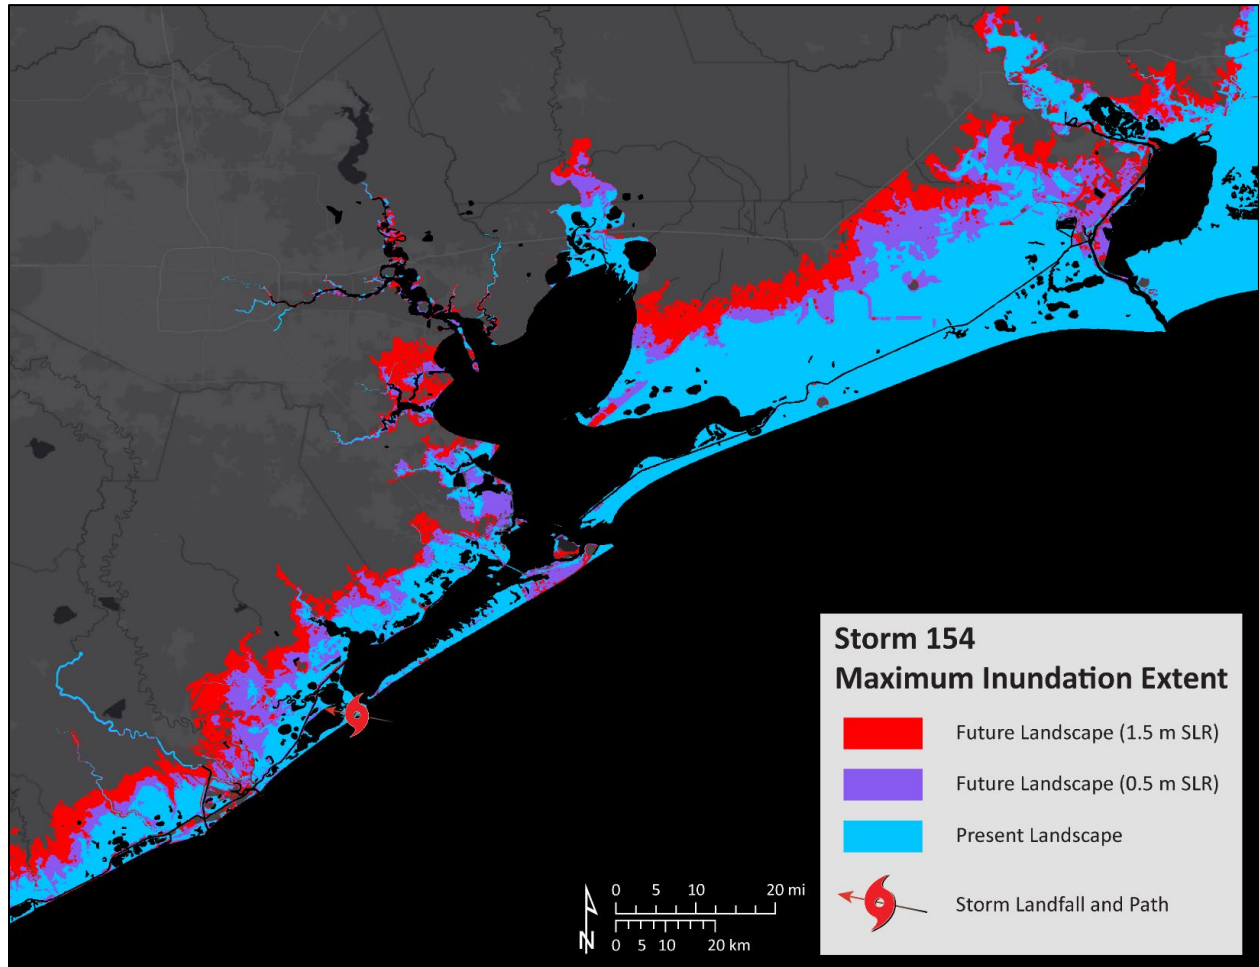 Storm 154
Maximum Inundation Extent
Future Landscape (1.5 m SLR)
Future Landscape (0.5 m SLR)
Present Landscape
Storm Landfall and Path
N
0 5 10 20 mi
0 5 10 20 km